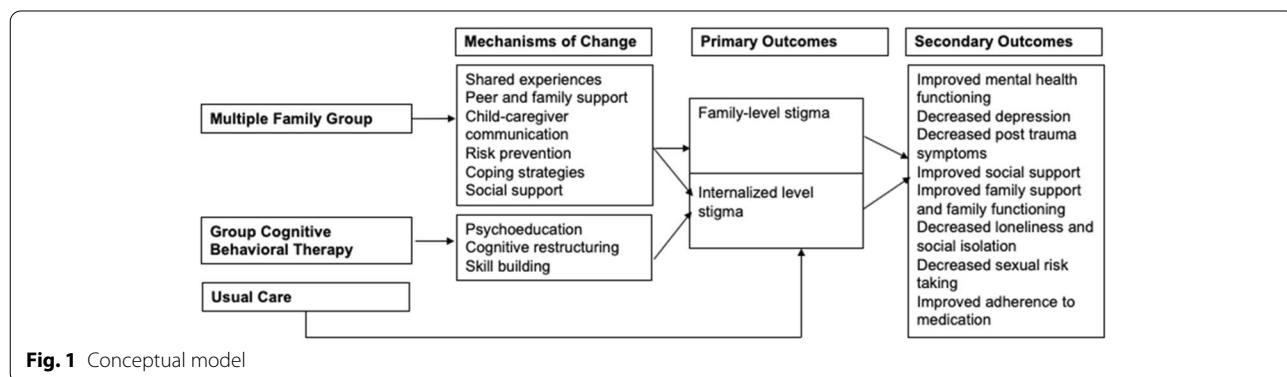 Mechanisms of Change
Primary Outcomes
Secondary Outcomes
Multiple Family Group
Shared experiences
Peer and family support
Child-caregiver
communication
Risk prevention
Coping strategies
Social support
Family-level stigma
Internalized level
stigma
Improved mental health
functioning
Decreased depression
Decreased post trauma
symptoms
Improved social support
Improved family support
and family functioning
Decreased loneliness and
social isolation
Decreased sexual risk
taking
Improved adherence to
medication
Group Cognitive
Behavioral Therapy
Psychoeducation
Cognitive restructuring
Skill building
Usual Care
Fig. 1 Conceptual model